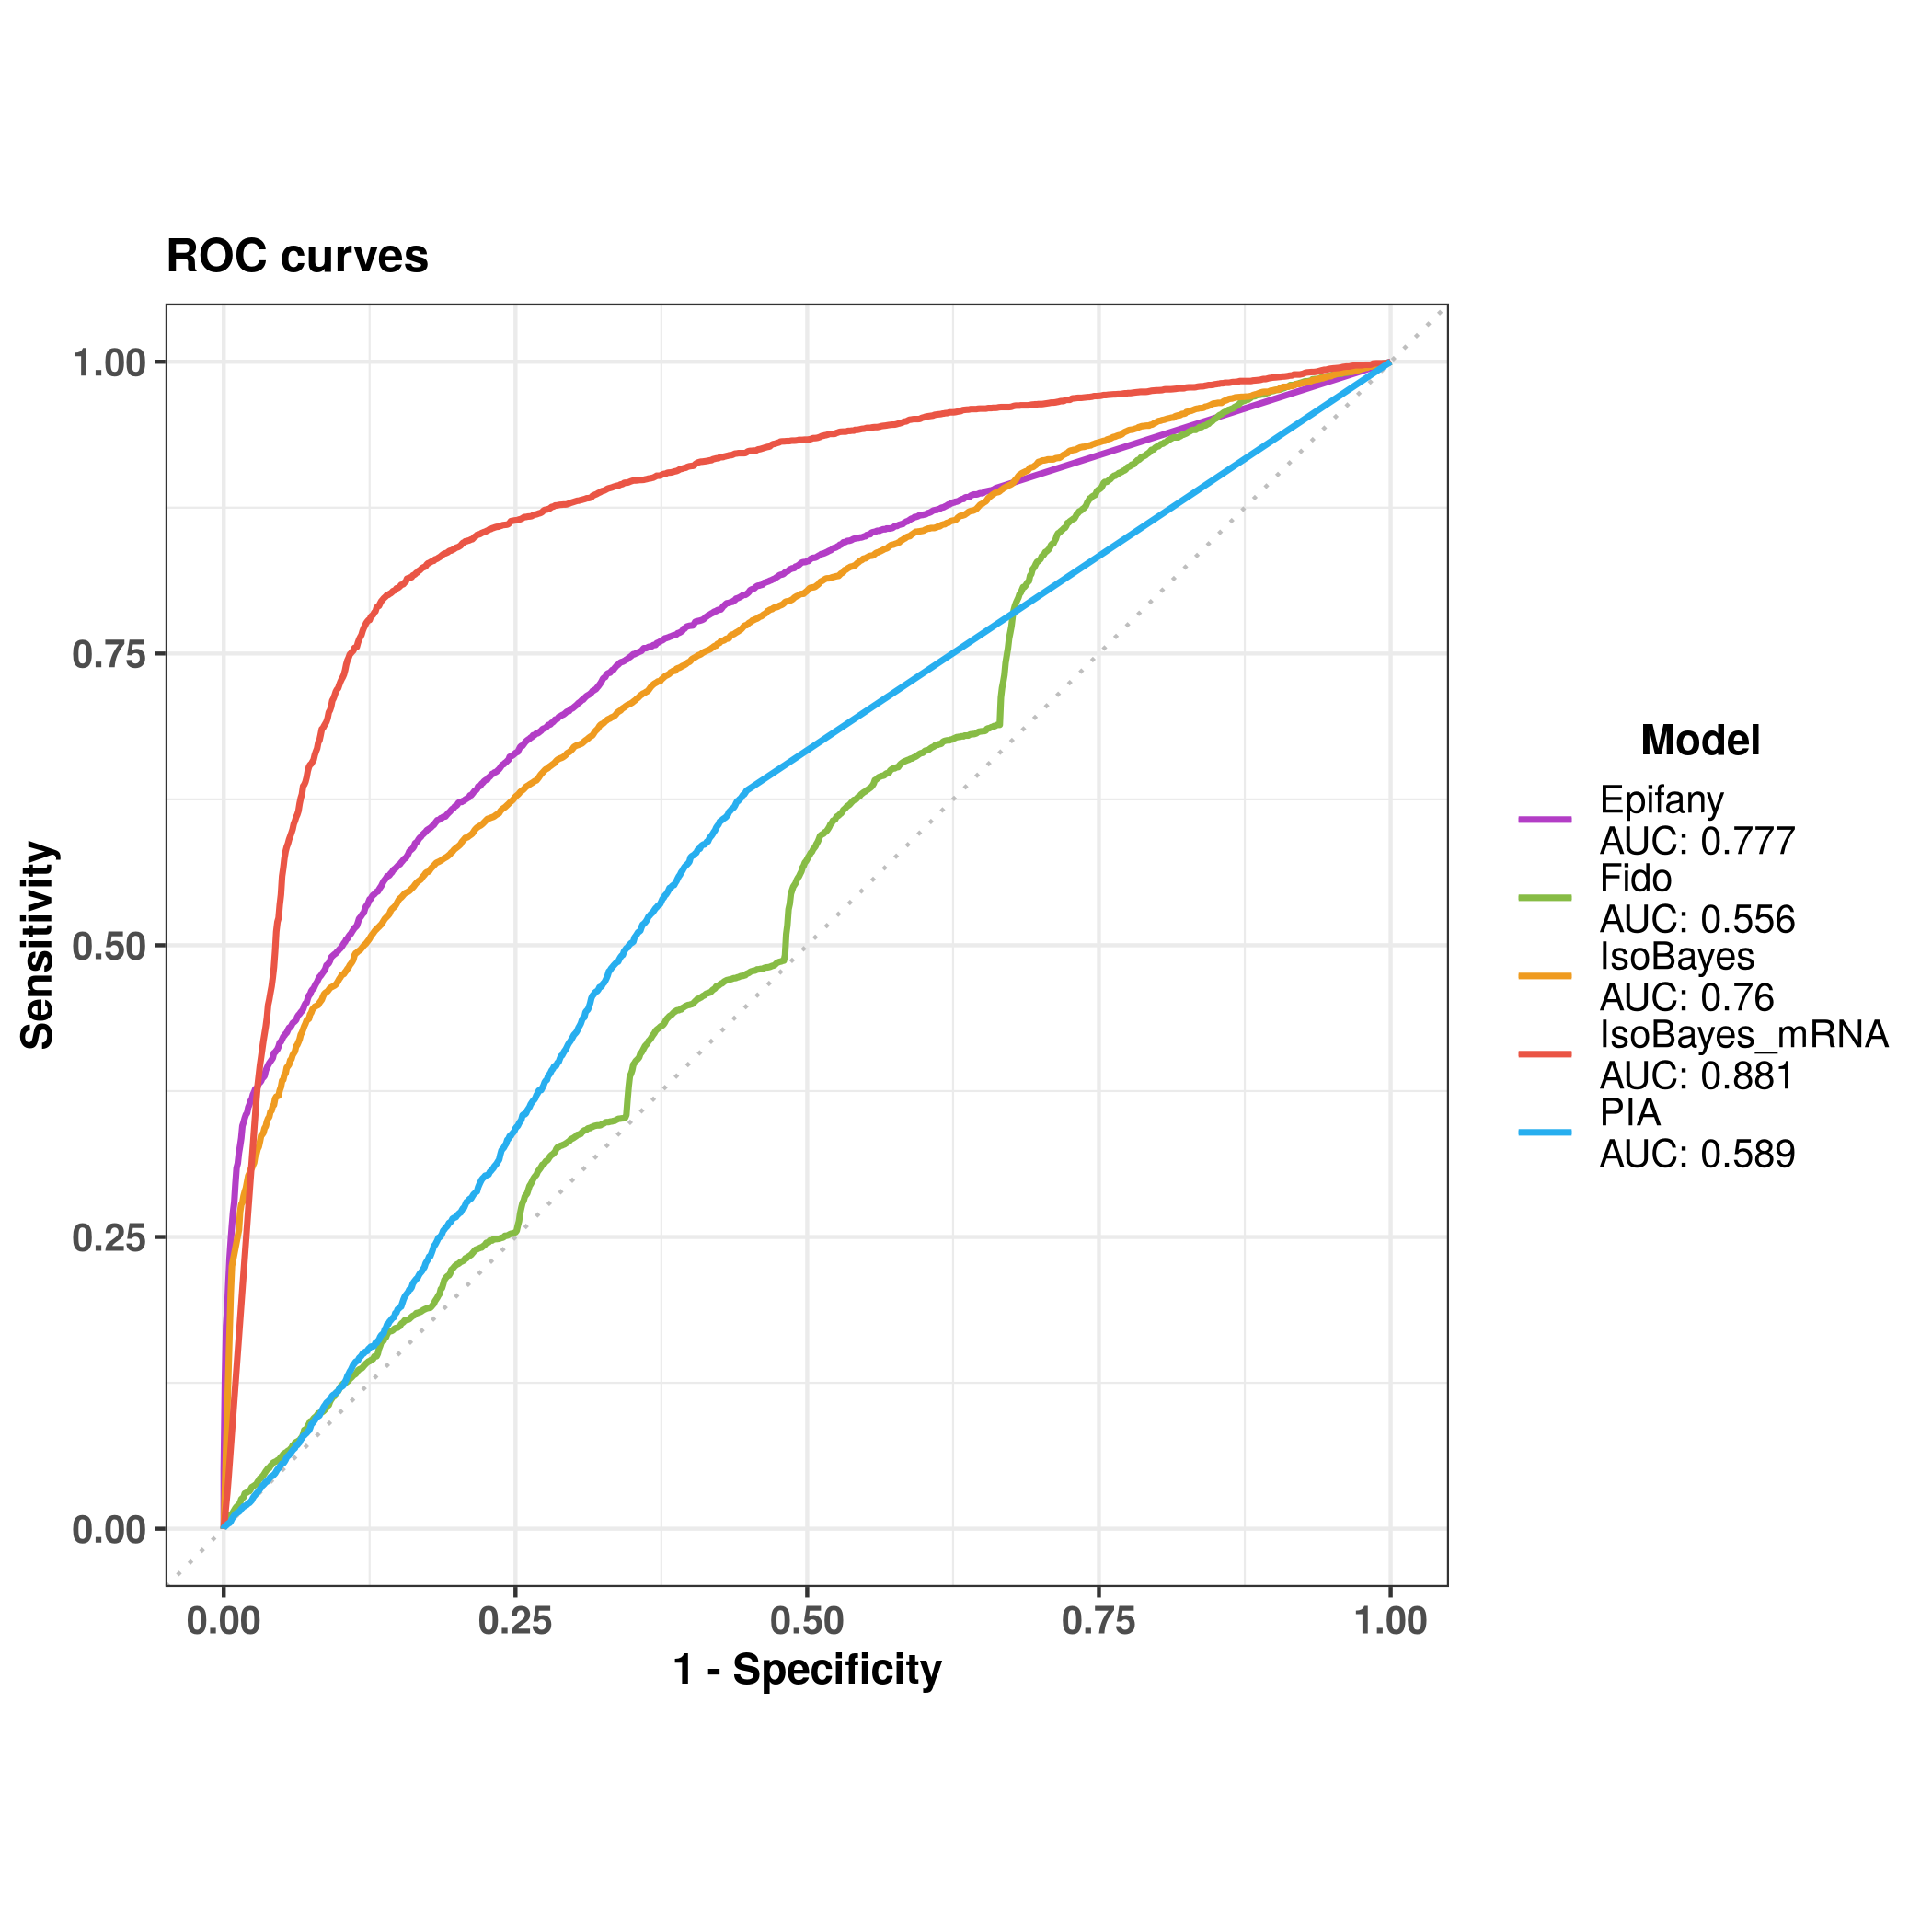 ROC curves
1.00
0.75
0.50
0.25
0.00
Sensitivity
0.00 0.25 0.50 0.75 1.00
1 - Specificity
Model
Epifany
AUC: 0.777
Fido
AUC: 0.556
IsoBayes
AUC: 0.76
IsoBayes_mRNA
AUC: 0.881
PIA
AUC: 0.589